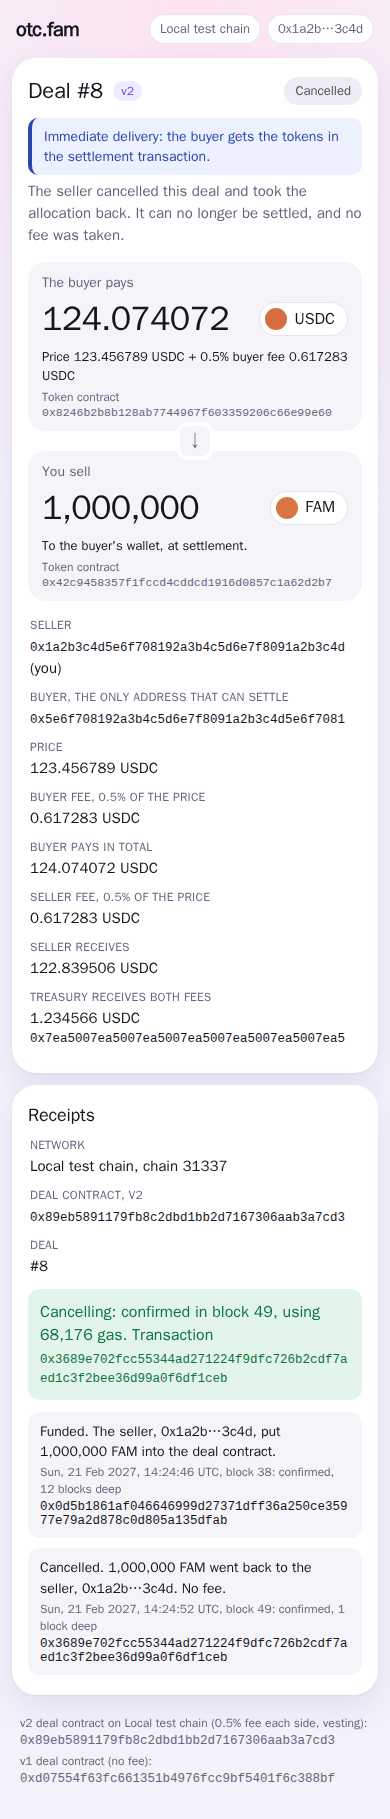 otc.fam
Local test chain
0x1a2b···3c4d
Deal #8
v2
Cancelled
Immediate delivery: the buyer gets the tokens in
the settlement transaction.
The seller cancelled this deal and took the
allocation back. It can no longer be settled, and no
fee was taken.
The buyer pays
124.074072
USDC
Price 123.456789 USDC + 0.5% buyer fee 0.617283
USDC
Token contract
0x8246b2b8b128ab7744967f603359206c66e99e60
↓
You sell
1,000,000
FAM
To the buyer's wallet, at settlement.
Token contract
0x42c9458357f1fccd4cddcd1916d0857c1a62d2b7
SELLER
0x1a2b3c4d5e6f708192a3b4c5d6e7f8091a2b3c4d
(you)
BUYER, THE ONLY ADDRESS THAT CAN SETTLE
0x5e6f708192a3b4c5d6e7f8091a2b3c4d5e6f7081
PRICE
123.456789 USDC
BUYER FEE, 0.5% OF THE PRICE
0.617283 USDC
BUYER PAYS IN TOTAL
124.074072 USDC
SELLER FEE, 0.5% OF THE PRICE
0.617283 USDC
SELLER RECEIVES
122.839506 USDC
TREASURY RECEIVES BOTH FEES
1.234566 USDC
0x7ea5007ea5007ea5007ea5007ea5007ea5007ea5
Receipts
NETWORK
Local test chain, chain 31337
DEAL CONTRACT, V2
0x89eb5891179fb8c2dbd1bb2d7167306aab3a7cd3
DEAL
#8
Cancelling: confirmed in block 49, using
68,176 gas. Transaction
0x3689e702fcc55344ad271224f9dfc726b2cdf7a
ed1c3f2bee36d99a0f6df1ceb
Funded. The seller, 0x1a2b···3c4d, put
1,000,000 FAM into the deal contract.
Sun, 21 Feb 2027, 14:24:46 UTC, block 38: confirmed,
12 blocks deep
0x0d5b1861af046646999d27371dff36a250ce359
77e79a2d878c0d805a135dfab
Cancelled. 1,000,000 FAM went back to the
seller, 0x1a2b···3c4d. No fee.
Sun, 21 Feb 2027, 14:24:52 UTC, block 49: confirmed, 1
block deep
0x3689e702fcc55344ad271224f9dfc726b2cdf7a
ed1c3f2bee36d99a0f6df1ceb
v2 deal contract on Local test chain (0.5% fee each side, vesting):
0x89eb5891179fb8c2dbd1bb2d7167306aab3a7cd3
v1 deal contract (no fee):
0xd07554f63fc661351b4976fcc9bf5401f6c388bf